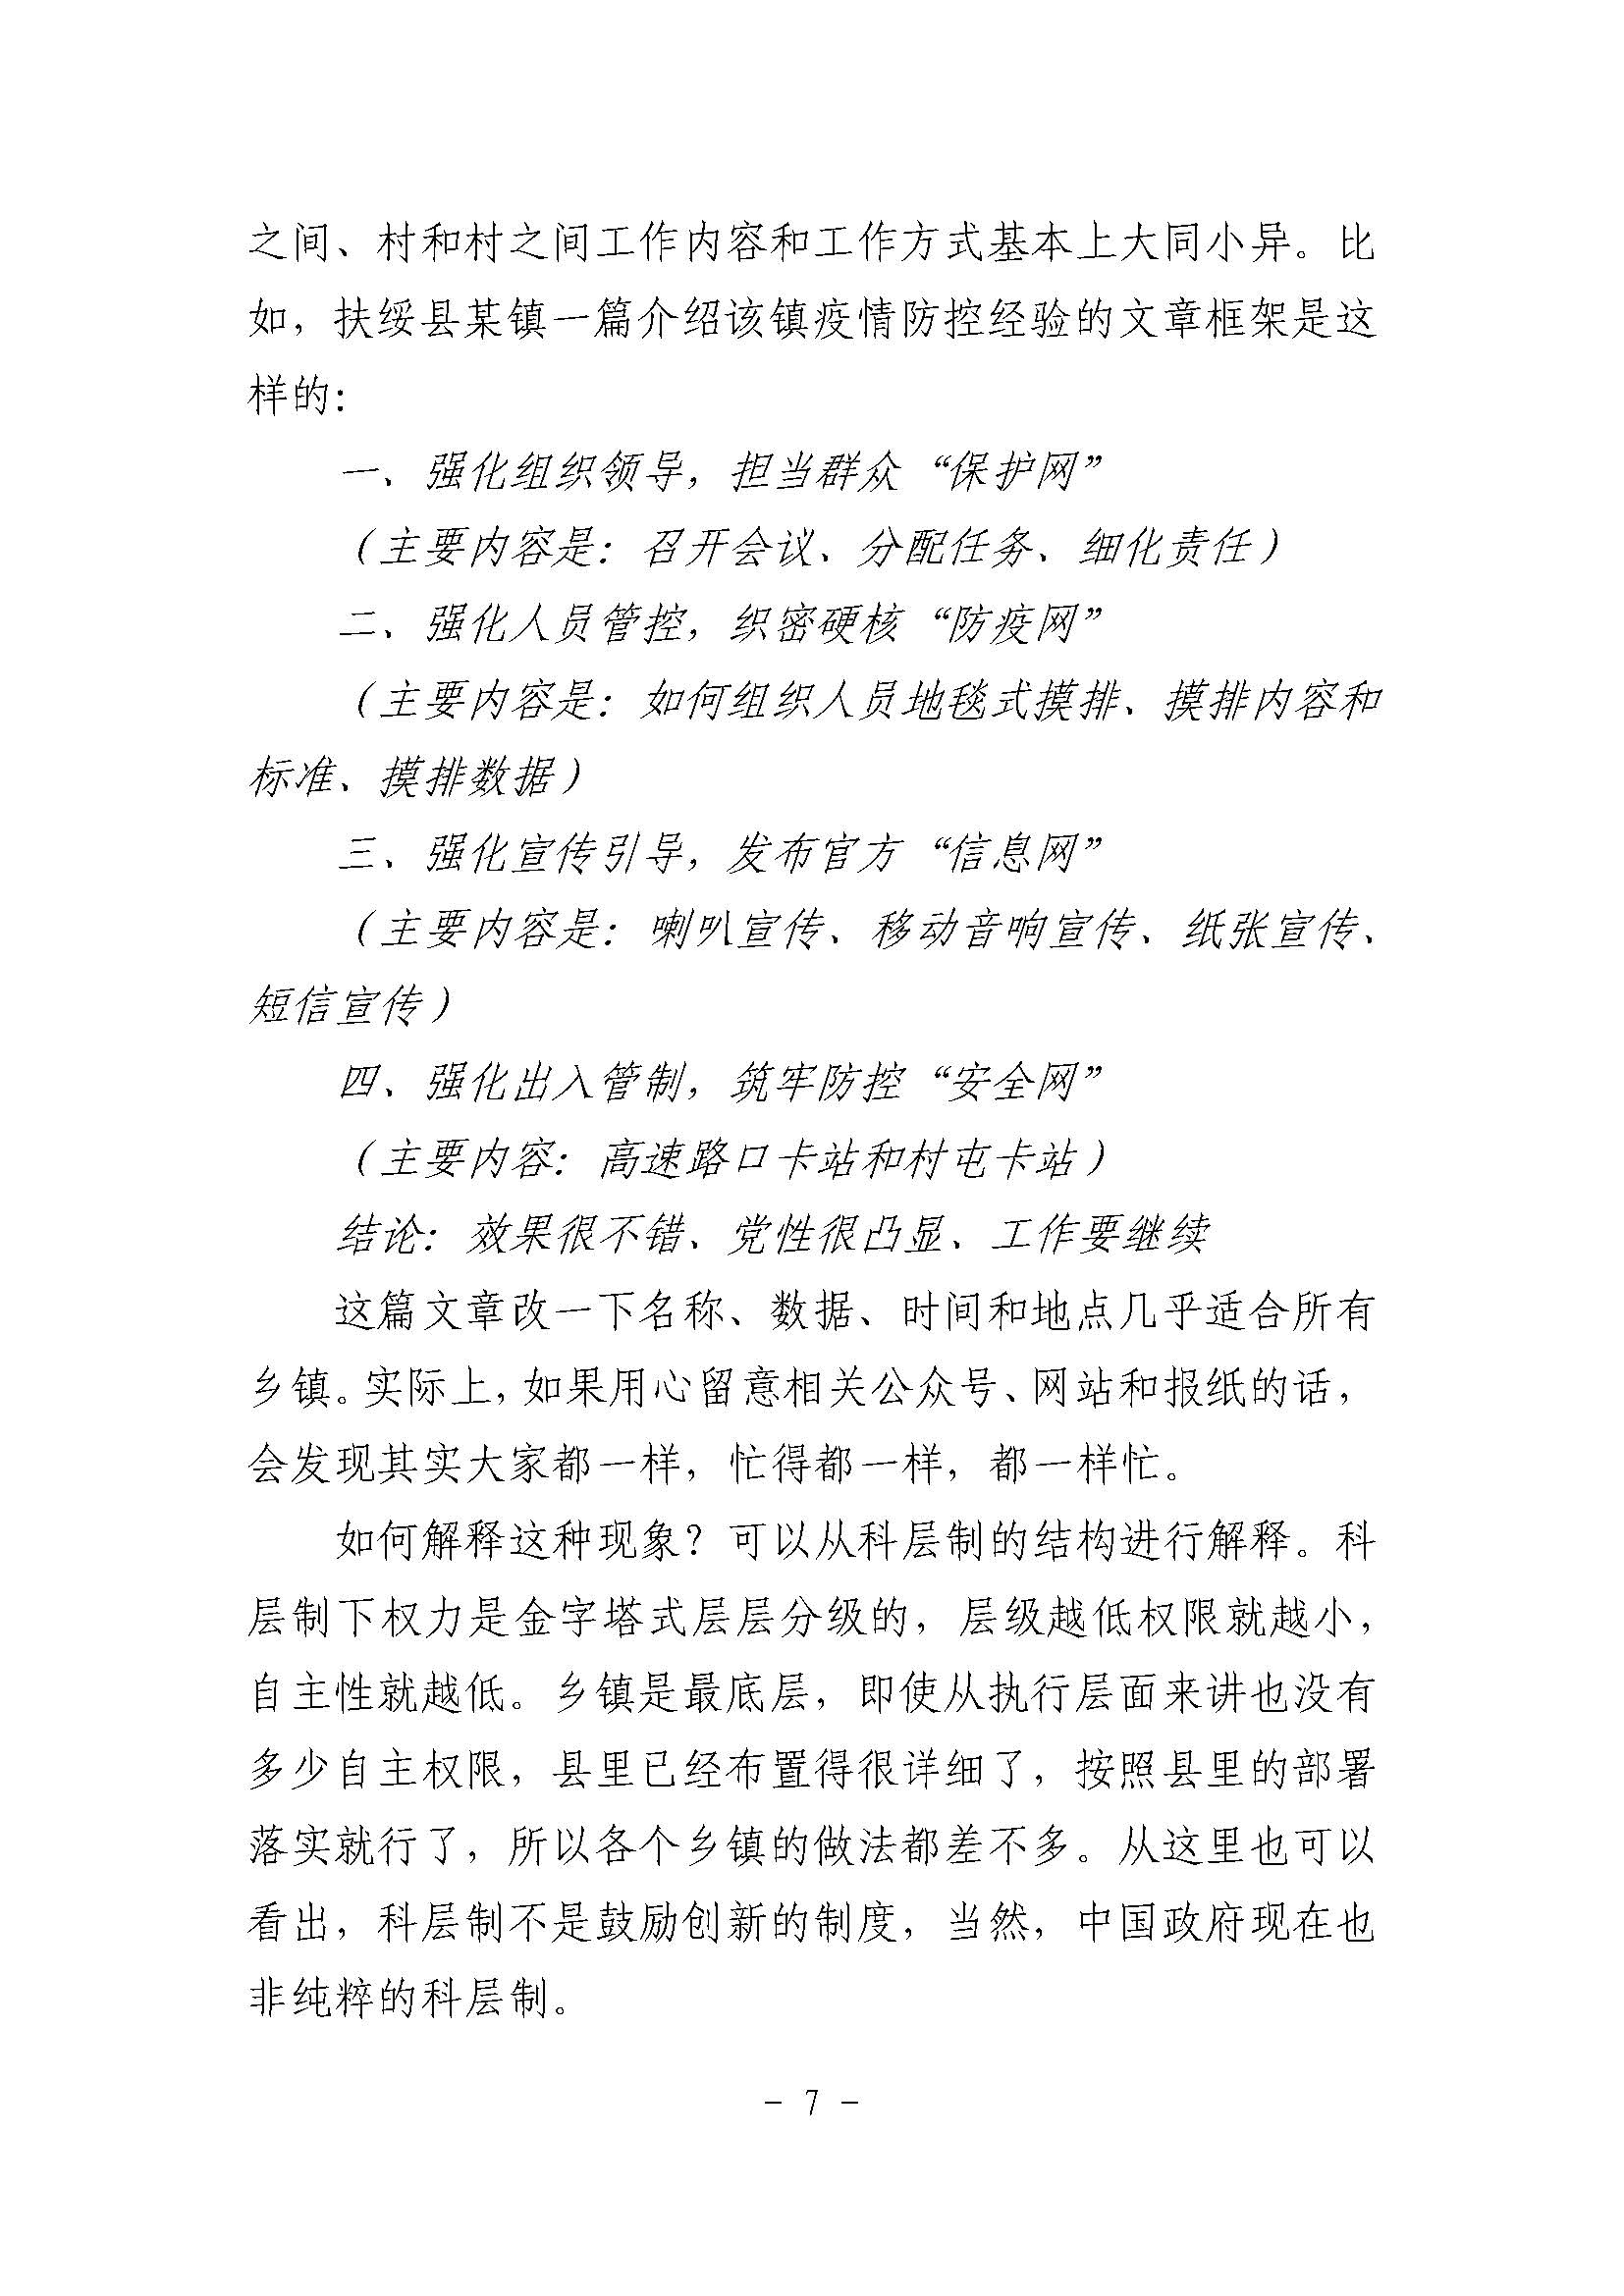 之间、村和村之间工作内容和工作方式基本上大同小异。比
如，扶绥县某镇一篇介绍该镇疫情防控经验的文章框架是这
样的：
一、强化组织领导，担当群众“保护网”
（主要内容是：召开会议、分配任务、细化责任）
二、强化人员管控，织密硬核“防疫网”
（主要内容是：如何组织人员地毯式摸排、摸排内容和
标准、摸排数据）
三、强化宣传引导，发布官方“信息网”
（主要内容是：喇叭宣传、移动音响宣传、纸张宣传、
短信宣传）
四、强化出入管制，筑牢防控“安全网”
（主要内容：高速路口卡站和村屯卡站）
结论：效果很不错、党性很凸显、工作要继续
这篇文章改一下名称、数据、时间和地点几乎适合所有
乡镇。实际上，如果用心留意相关公众号、网站和报纸的话，
会发现其实大家都一样，忙得都一样，都一样忙。
如何解释这种现象？可以从科层制的结构进行解释。科
层制下权力是金字塔式层层分级的，层级越低权限就越小，
自主性就越低。乡镇是最底层，即使从执行层面来讲也没有
多少自主权限，县里已经布置得很详细了，按照县里的部署
落实就行了，所以各个乡镇的做法都差不多。从这里也可以
看出，科层制不是鼓励创新的制度，当然，中国政府现在也
非纯粹的科层制。
- 7 -